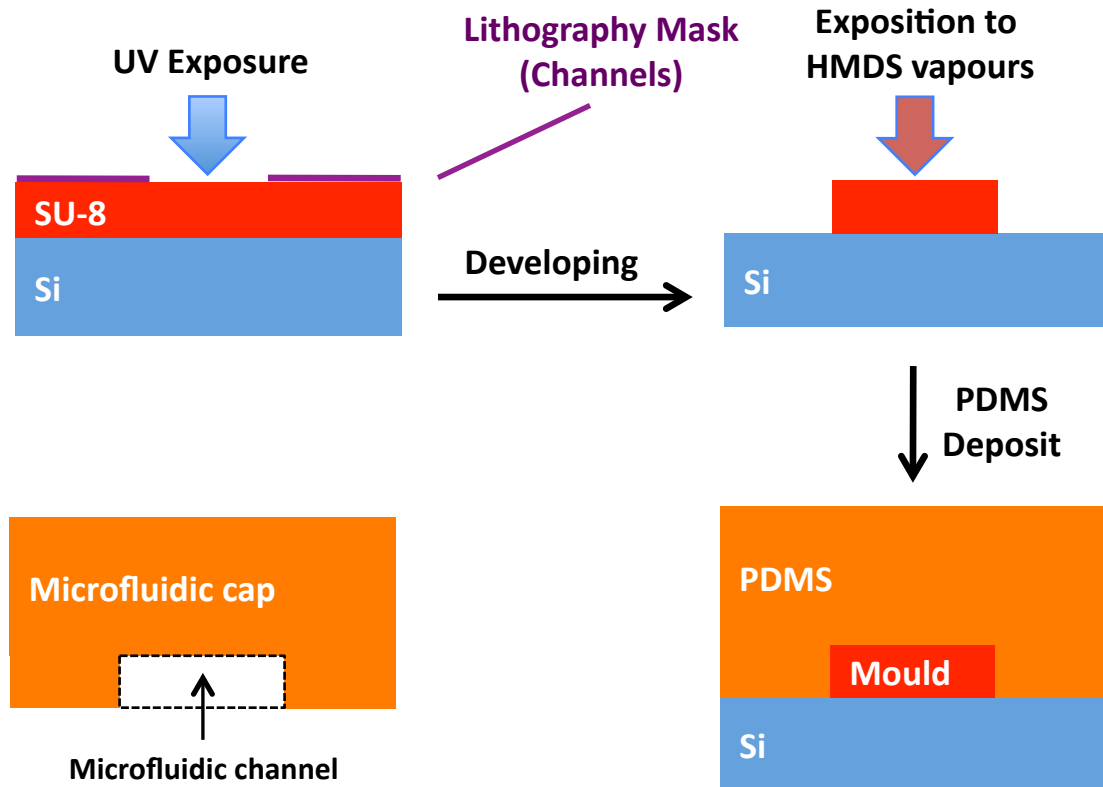 UV Exposure
Lithography Mask
(Channels)
Exposition to
HMDS vapours
SU-8
Si
Developing
Si
PDMS
Deposit
Microfluidic cap
Microfluidic channel
PDMS
Mould
Si